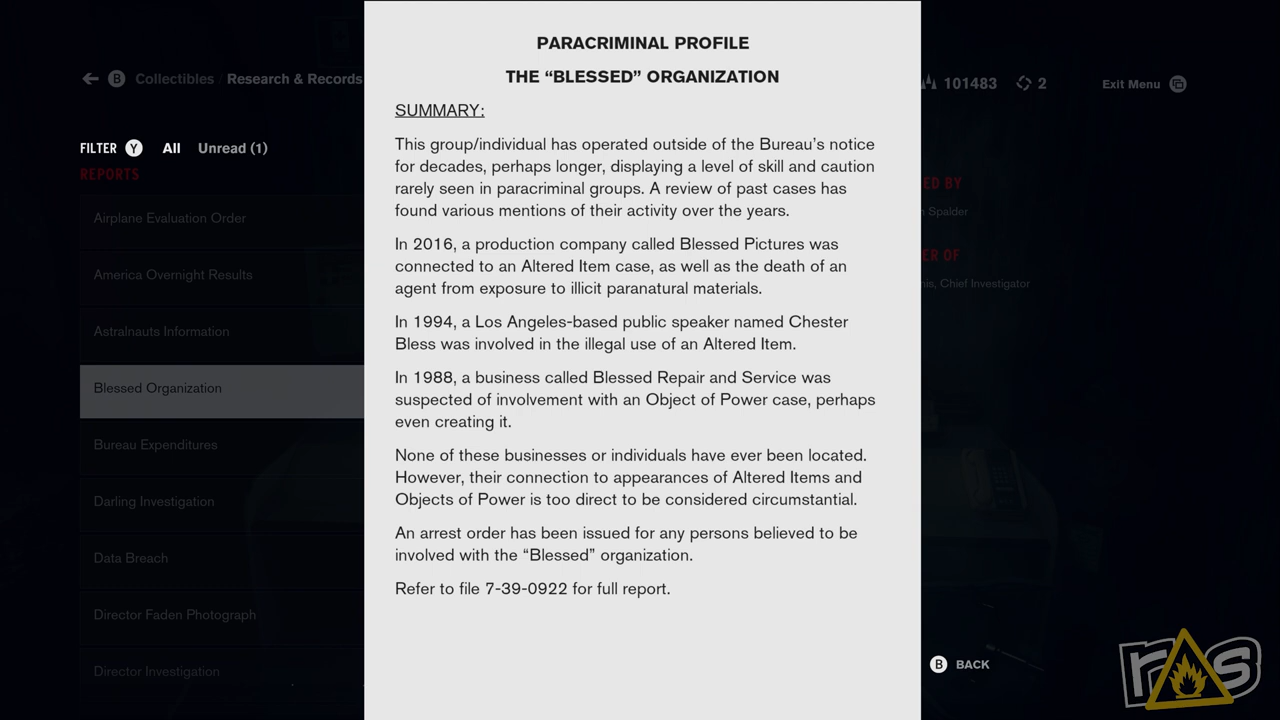 PARACRIMINAL PROFILE
THE “BLESSED” ORGANIZATION
B Collectibles / Research & Records
101483 2
Exit Menu
FILTER Y All Unread (1)
REPORTS
Airplane Evaluation Order
America Overnight Results
Astralnauts Information
Blessed Organization
Bureau Expenditures
Darling Investigation
Data Breach
Director Faden Photograph
Director Investigation
SUMMARY:
This group/individual has operated outside of the Bureau’s notice
for decades, perhaps longer, displaying a level of skill and caution
rarely seen in paracriminal groups. A review of past cases has
found various mentions of their activity over the years.
In 2016, a production company called Blessed Pictures was
connected to an Altered Item case, as well as the death of an
agent from exposure to illicit paranatural materials.
In 1994, a Los Angeles-based public speaker named Chester
Bless was involved in the illegal use of an Altered Item.
In 1988, a business called Blessed Repair and Service was
suspected of involvement with an Object of Power case, perhaps
even creating it.
None of these businesses or individuals have ever been located.
However, their connection to appearances of Altered Items and
Objects of Power is too direct to be considered circumstantial.
An arrest order has been issued for any persons believed to be
involved with the “Blessed” organization.
Refer to file 7-39-0922 for full report.
ED BY
Spalder
ER OF
nis, Chief Investigator
B BACK